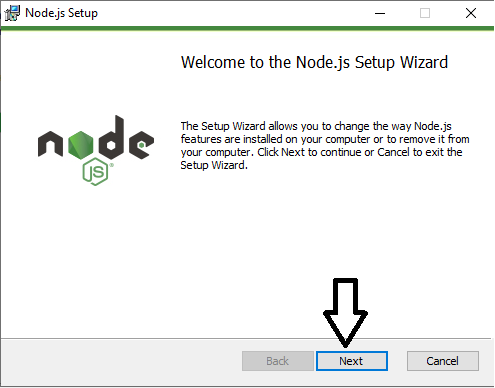 Node.js Setup
Welcome to the Node.js Setup Wizard
The Setup Wizard allows you to change the way Node.js
features are installed on your computer or to remove it from
your computer. Click Next to continue or Cancel to exit the
Setup Wizard.
node
JS
Back Next Cancel